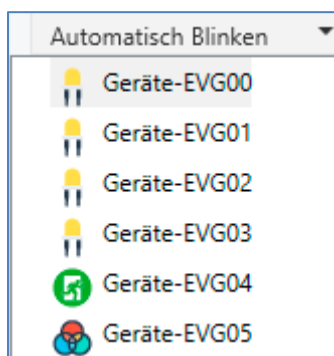 Automatisch Blinken
Geräte-EVG00
Geräte-EVG01
Geräte-EVG02
Geräte-EVG03
Geräte-EVG04
Geräte-EVG05